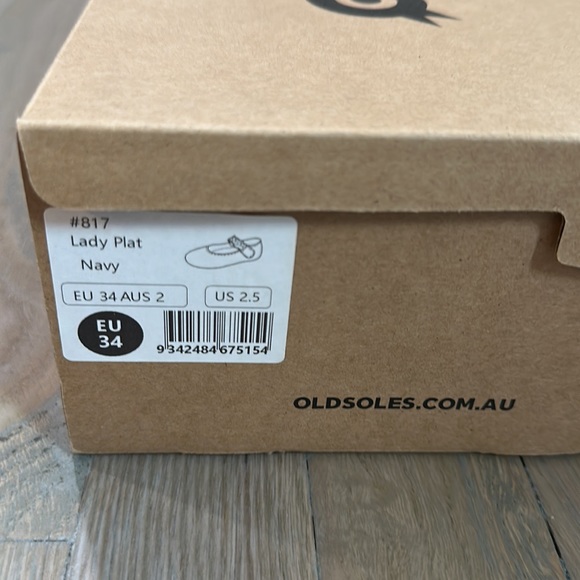 #817
Lady Plat
Navy
EU 34 AUS 2
US 2.5
EU
34
9 342484 675154
OLDSOLES.COM.AU